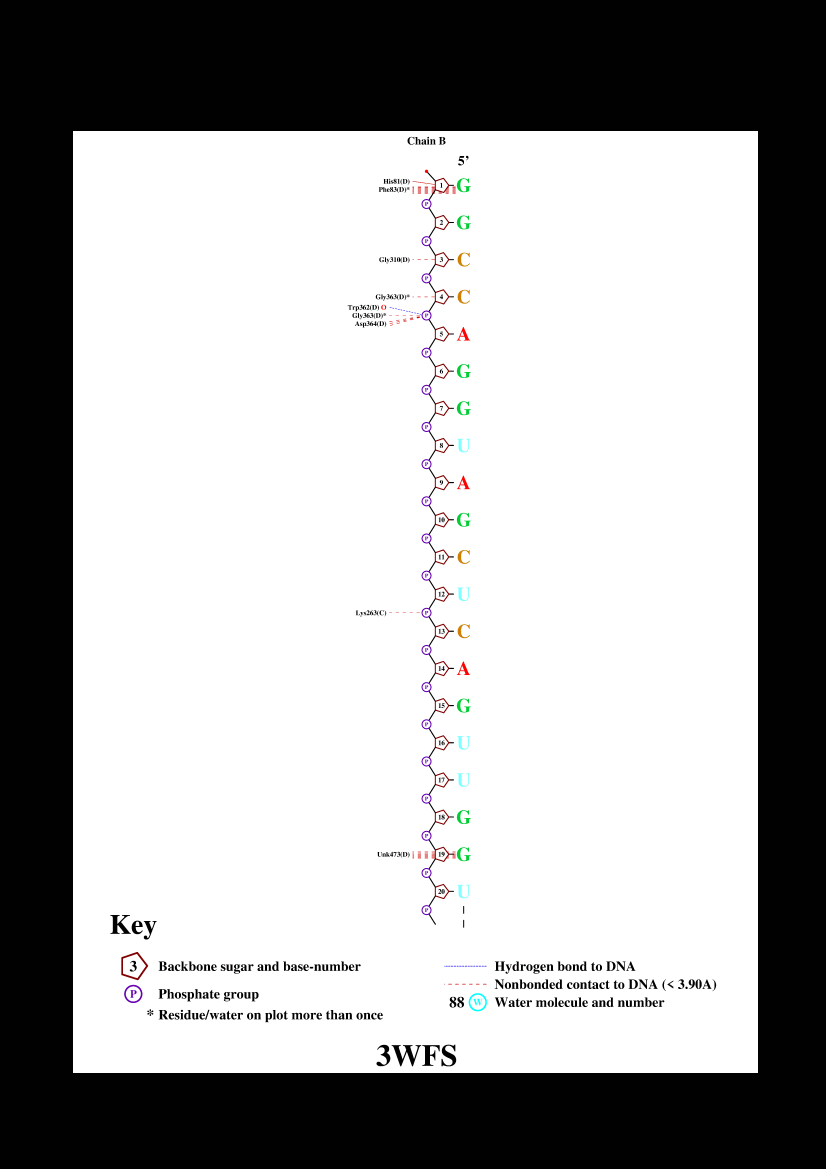 Chain B
5’
His81(D)
1 G
Phe83(D)*
P
2 G
P
Gly310(D) 3 C
P
Gly363(D)* 4 C
Trp362(D) O
Gly363(D)* P
Asp364(D)
5 A
P
6 G
P
7 G
P
8 U
P
9 A
P
10 G
P
11 C
P
12 U
Lys263(C) P
13 C
P
14 A
P
15 G
P
16 U
P
17 U
P
18 G
P
Unk473(D) 19 G
P
20 U
P
Key
3 Backbone sugar and base-number
P Phosphate group
* Residue/water on plot more than once
Hydrogen bond to DNA
Nonbonded contact to DNA (< 3.90A)
88 W Water molecule and number
3WFS